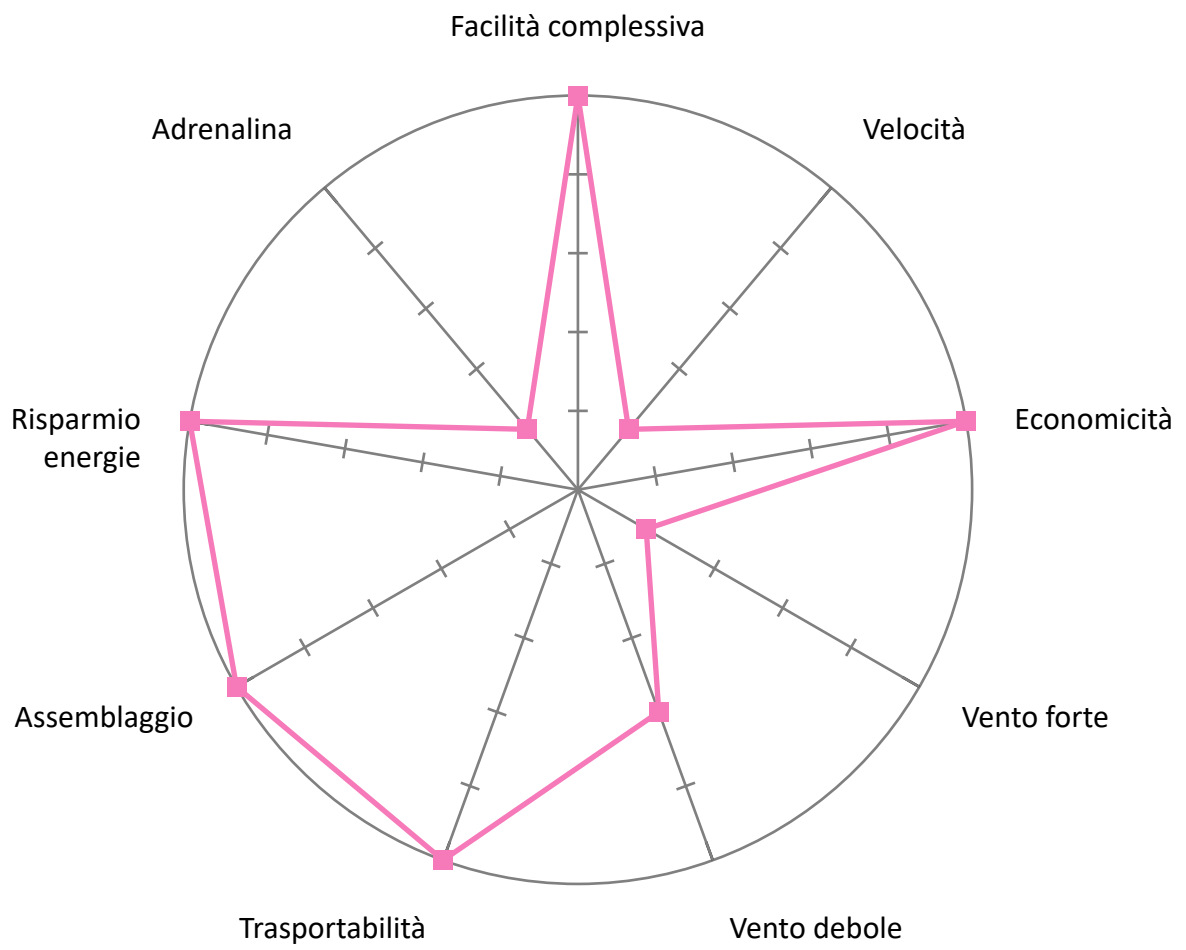 Facilità complessiva
Adrenalina
Velocità
Risparmio
energie
Economicità
Assemblaggio
Vento forte
Trasportabilità
Vento debole